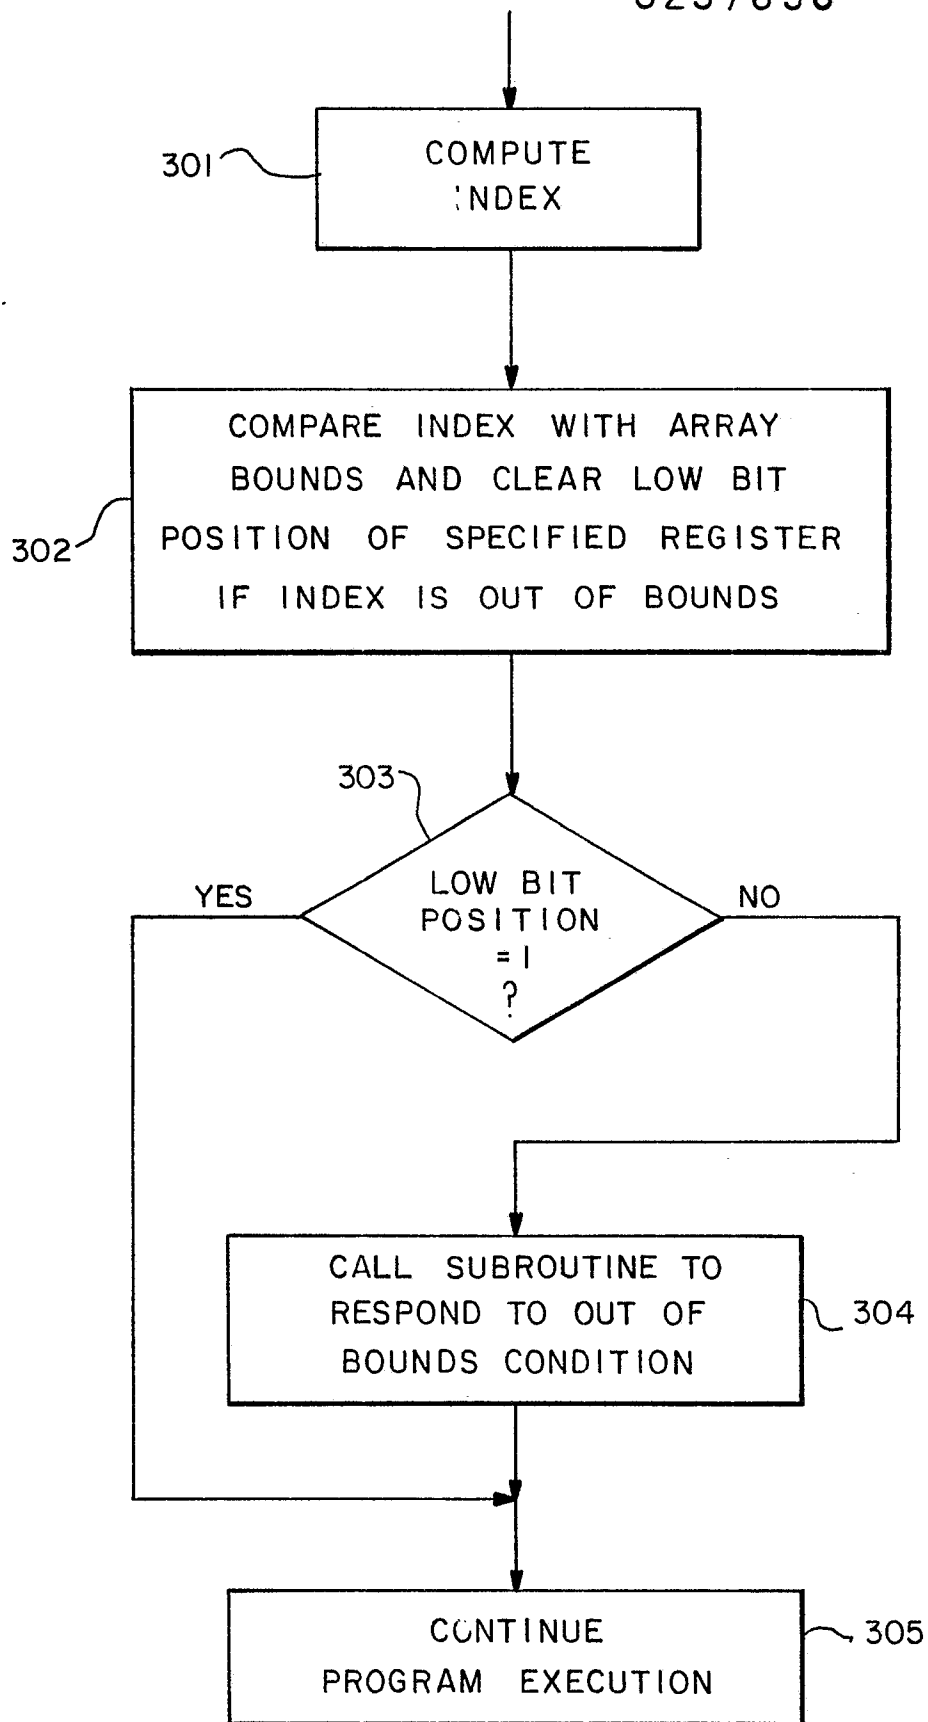 301
COMPUTE
INDEX
COMPARE INDEX WITH ARRAY
BOUNDS AND CLEAR LOW BIT
POSITION OF SPECIFIED REGISTER
IF INDEX IS OUT OF BOUNDS
302
303
YES
LOW BIT
POSITION
= 1
?
NO
CALL SUBROUTINE TO
RESPOND TO OUT OF
BOUNDS CONDITION
304
CONTINUE
PROGRAM EXECUTION
305